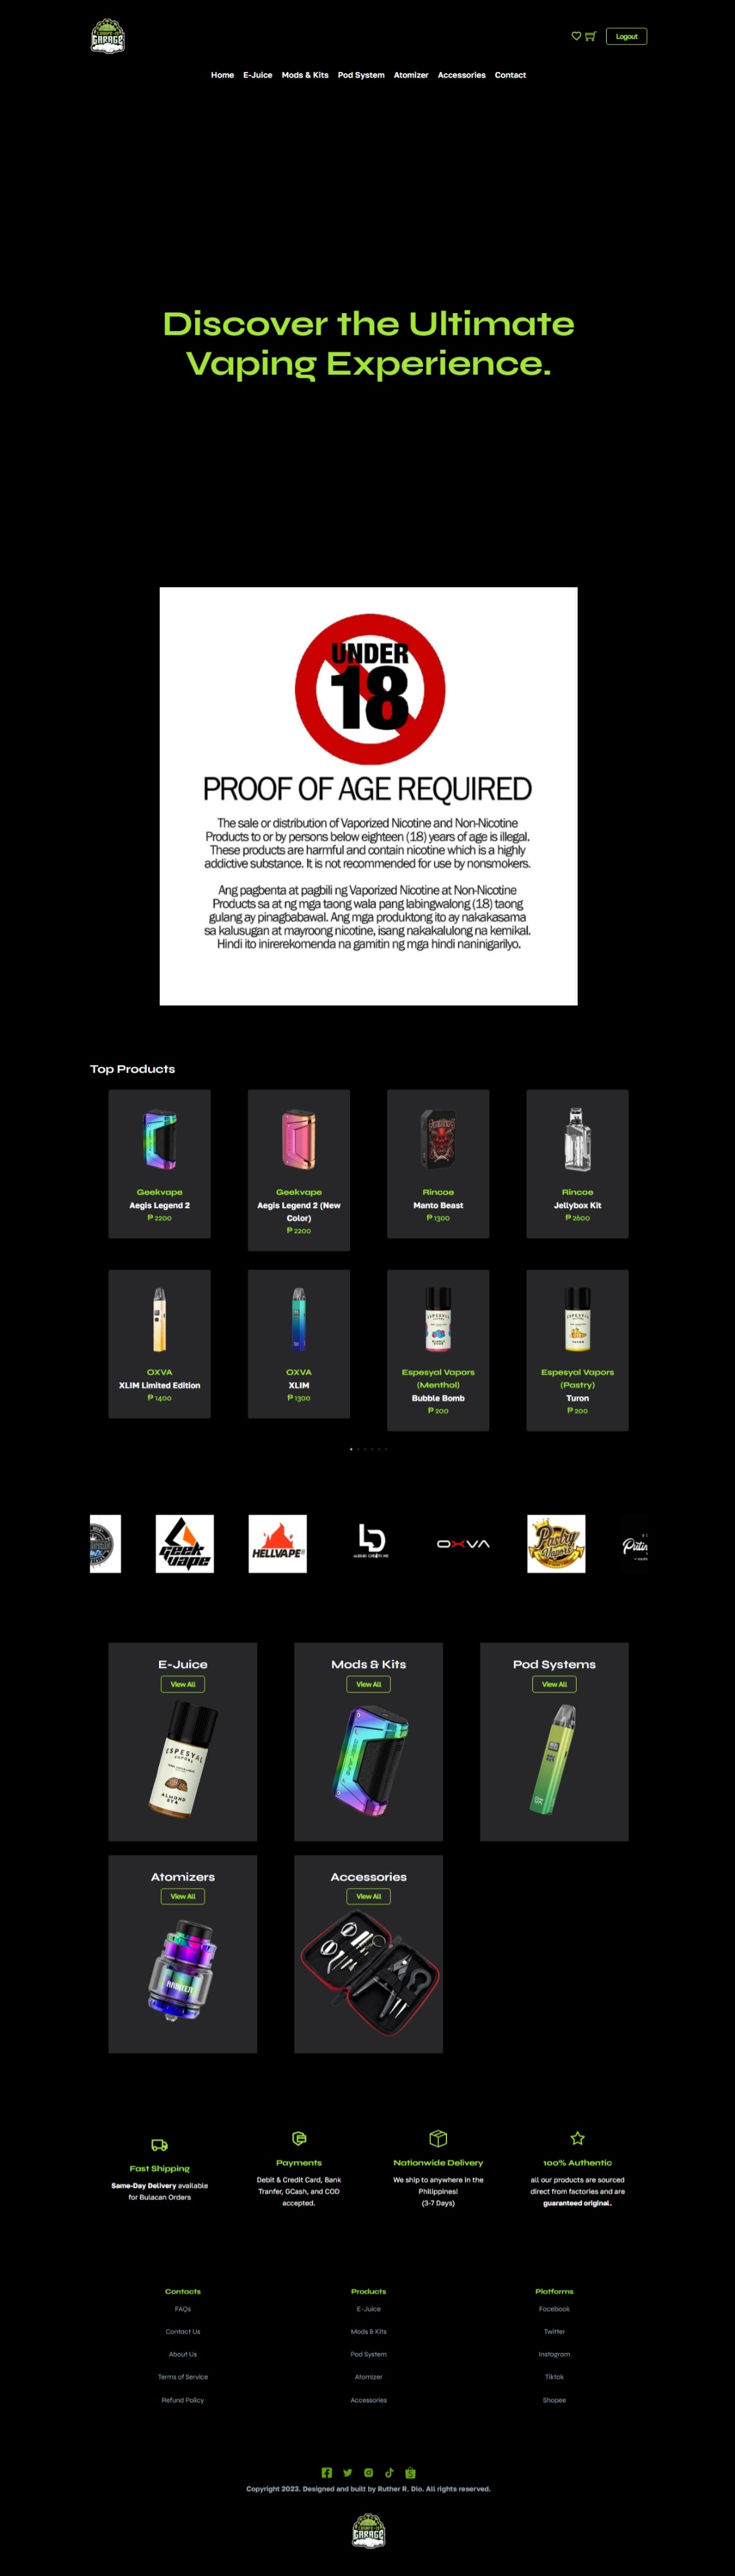 GARAGE
Logout
Home E-Juice Mods & Kits Pod System Atomizer Accessories Contact
Discover the Ultimate
Vaping Experience.
UNDER
18
PROOF OF AGE REQUIRED
The sale or distribution of Vaporized Nicotine and Non-Nicotine
Products to or by persons below eighteen (18) years of age is illegal.
These products are harmful and contain nicotine which is a highly
addictive substance. It is not recommended for use by nonsmokers.
Ang pagbenta at pagbili ng Vaporized Nicotine at Non-Nicotine
Products sa at ng mga taong wala pang labingwalong (18) taong
gulang ay pinagbabawal. Ang mga produktong ito ay nakakasama
sa kalusugan at mayroong nicotine, isang nakakalulong na kemikal.
Hindi ito inirerekomenda na gamitin ng mga hindi naninigarilyo.
Top Products
Geekvape
Aegis Legend 2
₱ 2200
Geekvape
Aegis Legend 2 (New
Color)
₱ 2200
Rincoe
Manto Beast
₱ 1300
Rincoe
Jellybox Kit
₱ 2600
OXVA
XLIM Limited Edition
₱ 1400
OXVA
XLIM
₱ 1300
ESPESYAL
Espesyal Vapors
(Menthol)
Bubble Bomb
₱ 200
ESPESYAL
Espesyal Vapors
(Pastry)
Turon
₱ 200
GEEK
VAPE
HELLVAPE
OXVA
Pastry
Vapors
E-Juice
View All
ESPESYAL
VAPORS
ALMOND
RY4
Mods & Kits
View All
Pod Systems
View All
Atomizers
View All
Accessories
View All
Fast Shipping
Same-Day Delivery available
for Bulacan Orders
Payments
Debit & Credit Card, Bank
Tranfer, GCash, and COD
accepted.
Nationwide Delivery
We ship to anywhere in the
Philippines!
(3-7 Days)
100% Authentic
all our products are sourced
direct from factories and are
guaranteed original.
Contacts
FAQs
Contact Us
About Us
Terms of Service
Refund Policy
Products
E-Juice
Mods & Kits
Pod System
Atomizer
Accessories
Platforms
Facebook
Twitter
Instagram
Tiktok
Shopee
Copyright 2023. Designed and built by Ruther R. Dio. All rights reserved.
GARAGE